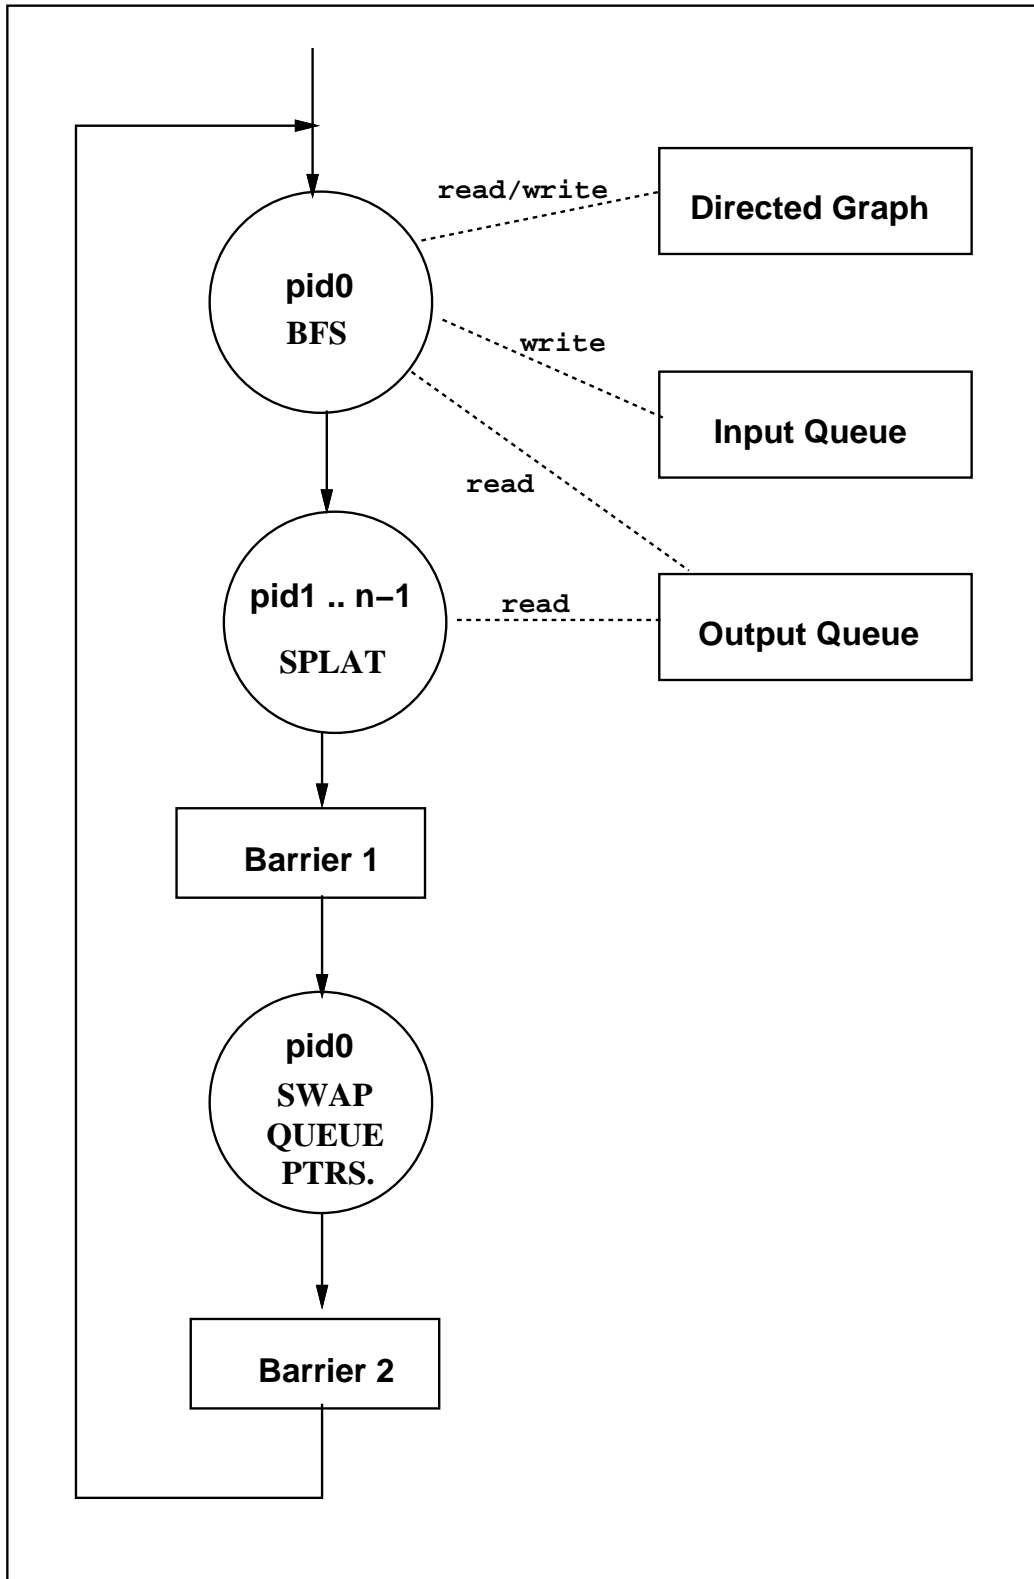 read/write
Directed Graph
pid0
BFS
write
Input Queue
read
pid1 .. n−1
SPLAT
read
Output Queue
Barrier 1
pid0
SWAP
QUEUE
PTRS.
Barrier 2